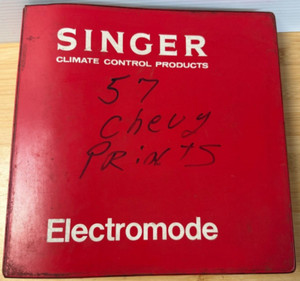 SINGER
CLIMATE CONTROL PRODUCTS
57
Chevy
PRiNtS
Electromode